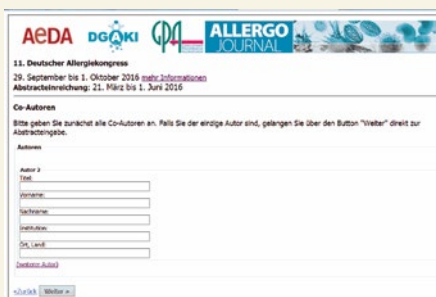 AeDA DGAKI GPA ALLERGO JOURNAL
11. Deutscher Allergiekongress
29. September bis 1. Oktober 2016 mehr Informationen
Abstracteinreichung: 21. März bis 1. Juni 2016
Co-Autoren
Bitte geben Sie zunächst alle Co-Autoren an. Falls Sie der einzige Autor sind, gelangen Sie über den Button "Weiter" direkt zur
Abstracteingabe.
Autoren
Autor 2
Titel:
Vorname:
Nachname:
Institution:
Ort, Land:
[weiterer Autor]
«Zurück Weiter »